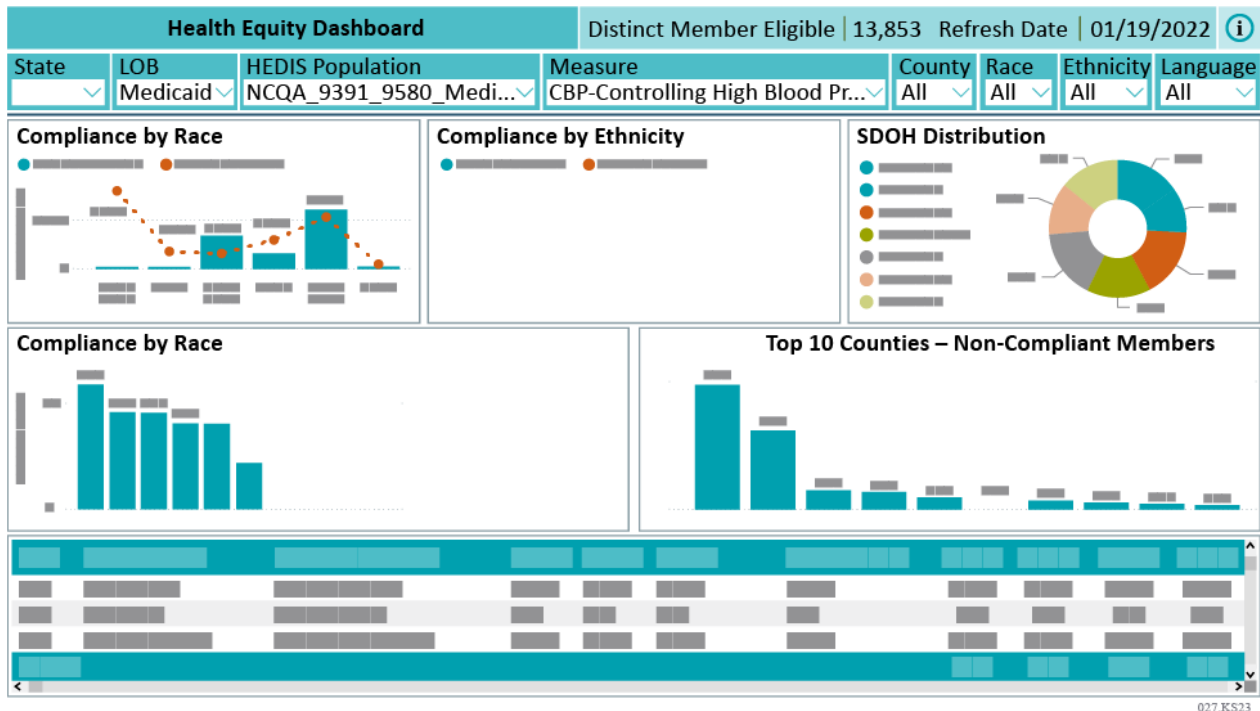 Health Equity Dashboard
Distinct Member Eligible | 13,853 Refresh Date | 01/19/2022 i
State LOB HEDIS Population Measure County Race Ethnicity Language
Medicaid NCQA_9391_9580_Medi... CBP-Controlling High Blood Pr... All All All All
Compliance by Race
Compliance by Ethnicity
SDOH Distribution
Compliance by Race
Top 10 Counties – Non-Compliant Members
027.KS23